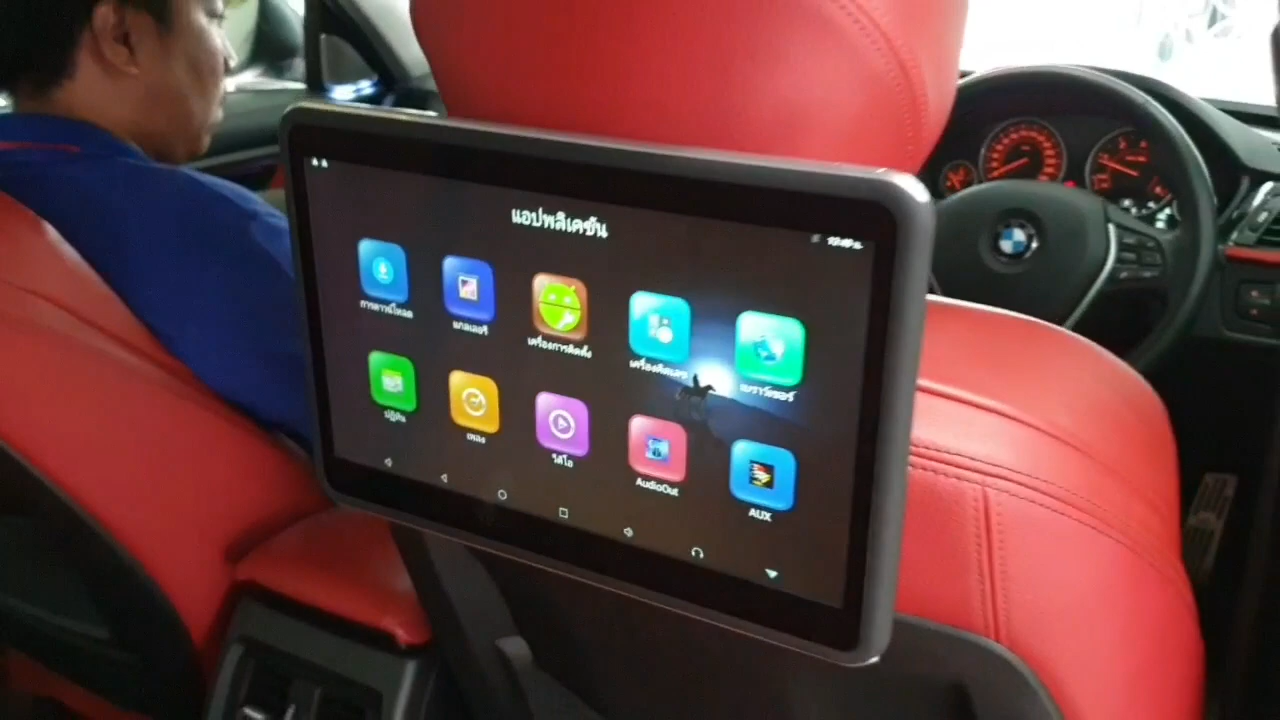 แอปพลิเคชัน
การดาวน์โหลด
แกลเลอรี
เครื่องการติดตั้ง
เครื่องคิดเลข
เบราว์เซอร์
ปฏิทิน
เพลง
วิดีโอ
AudioOut
AUX